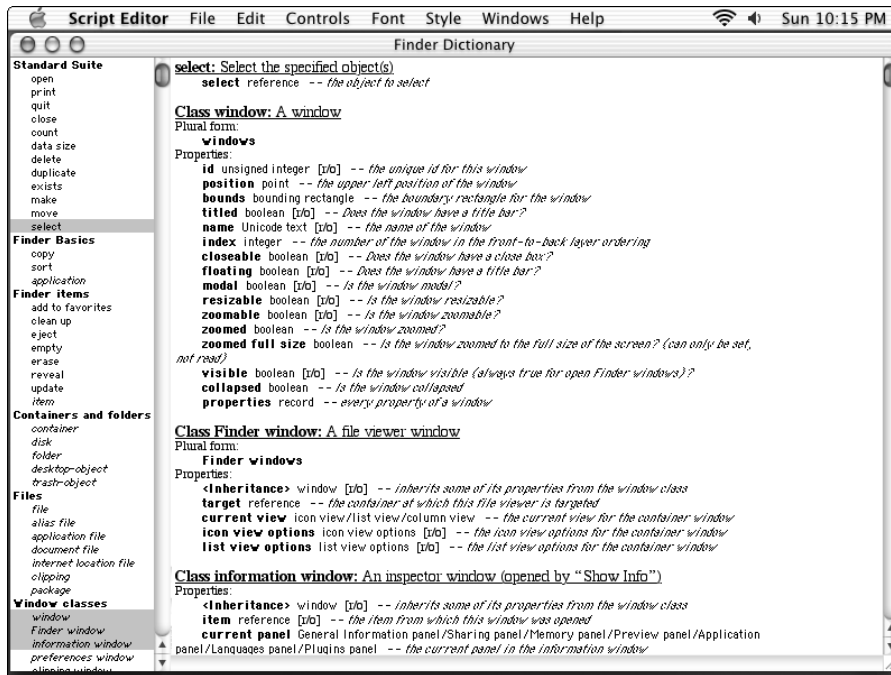 Script Editor File Edit Controls Font Style Windows Help Sun 10:15 PM
Finder Dictionary
Standard Suite
open
print
quit
close
count
data size
delete
duplicate
exists
make
move
select
Finder Basics
copy
sort
application
Finder items
add to favorites
clean up
eject
empty
erase
reveal
update
item
Containers and folders
container
disk
folder
desktop-object
trash-object
Files
file
alias file
application file
document file
internet location file
clipping
package
Window classes
window
Finder window
information window
preferences window
clipping window
select: Select the specified object(s)
select reference -- the object to select
Class window: A window
Plural form:
windows
Properties:
id unsigned integer [r/o] -- the unique id for this window
position point -- the upper left position of the window
bounds bounding rectangle -- the boundary rectangle for the window
titled boolean [r/o] -- Does the window have a title bar?
name Unicode text [r/o] -- the name of the window
index integer -- the number of the window in the front-to-back layer ordering
closeable boolean [r/o] -- Does the window have a close box?
floating boolean [r/o] -- Does the window have a title bar?
modal boolean [r/o] -- Is the window modal?
resizable boolean [r/o] -- Is the window resizable?
zoomable boolean [r/o] -- Is the window zoomable?
zoomed boolean -- Is the window zoomed?
zoomed full size boolean -- Is the window zoomed to the full size of the screen? (can only be set,
not read)
visible boolean [r/o] -- Is the window visible (always true for open Finder windows)?
collapsed boolean -- Is the window collapsed
properties record -- every property of a window
Class Finder window: A file viewer window
Plural form:
Finder windows
Properties:
<Inheritance> window [r/o] -- inherits some of its properties from the window class
target reference -- the container at which this file viewer is targeted
current view icon view/list view/column view -- the current view for the container window
icon view options icon view options [r/o] -- the icon view options for the container window
list view options list view options [r/o] -- the list view options for the container window
Class information window: An inspector window (opened by “Show Info”)
Properties:
<Inheritance> window [r/o] -- inherits some of its properties from the window class
item reference [r/o] -- the item from which this window was opened
current panel General Information panel/Sharing panel/Memory panel/Preview panel/Application
panel/Languages panel/Plugins panel -- the current panel in the information window